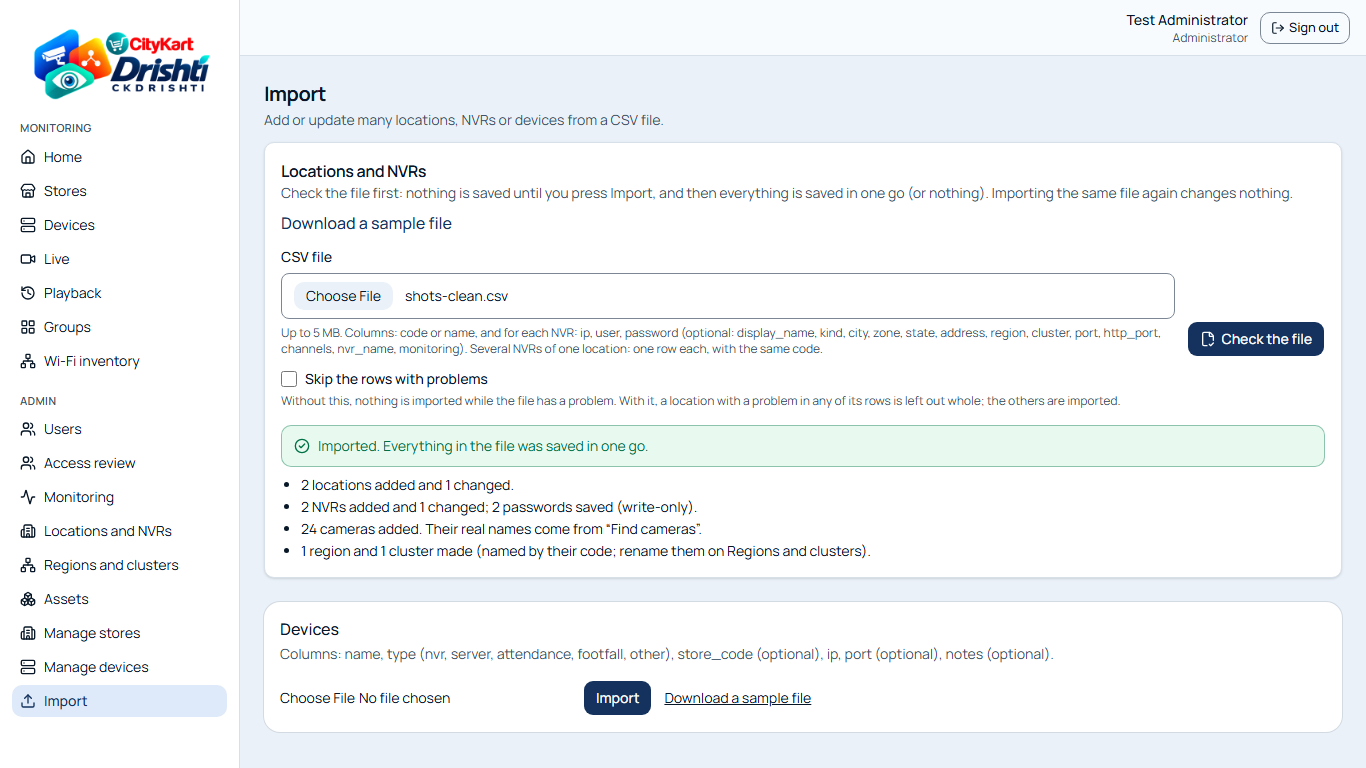 CityKart
Drishti
CKDRISHTI
Test Administrator
Administrator
Sign out
MONITORING
Home
Stores
Devices
Live
Playback
Groups
Wi-Fi inventory
ADMIN
Users
Access review
Monitoring
Locations and NVRs
Regions and clusters
Assets
Manage stores
Manage devices
Import
Import
Add or update many locations, NVRs or devices from a CSV file.
Locations and NVRs
Check the file first: nothing is saved until you press Import, and then everything is saved in one go (or nothing). Importing the same file again changes nothing.
Download a sample file
CSV file
Choose File shots-clean.csv
Up to 5 MB. Columns: code or name, and for each NVR: ip, user, password (optional: display_name, kind, city, zone, state, address, region, cluster, port, http_port,
channels, nvr_name, monitoring). Several NVRs of one location: one row each, with the same code.
Check the file
Skip the rows with problems
Without this, nothing is imported while the file has a problem. With it, a location with a problem in any of its rows is left out whole; the others are imported.
Imported. Everything in the file was saved in one go.
• 2 locations added and 1 changed.
• 2 NVRs added and 1 changed; 2 passwords saved (write-only).
• 24 cameras added. Their real names come from “Find cameras”.
• 1 region and 1 cluster made (named by their code; rename them on Regions and clusters).
Devices
Columns: name, type (nvr, server, attendance, footfall, other), store_code (optional), ip, port (optional), notes (optional).
Choose File No file chosen
Import
Download a sample file